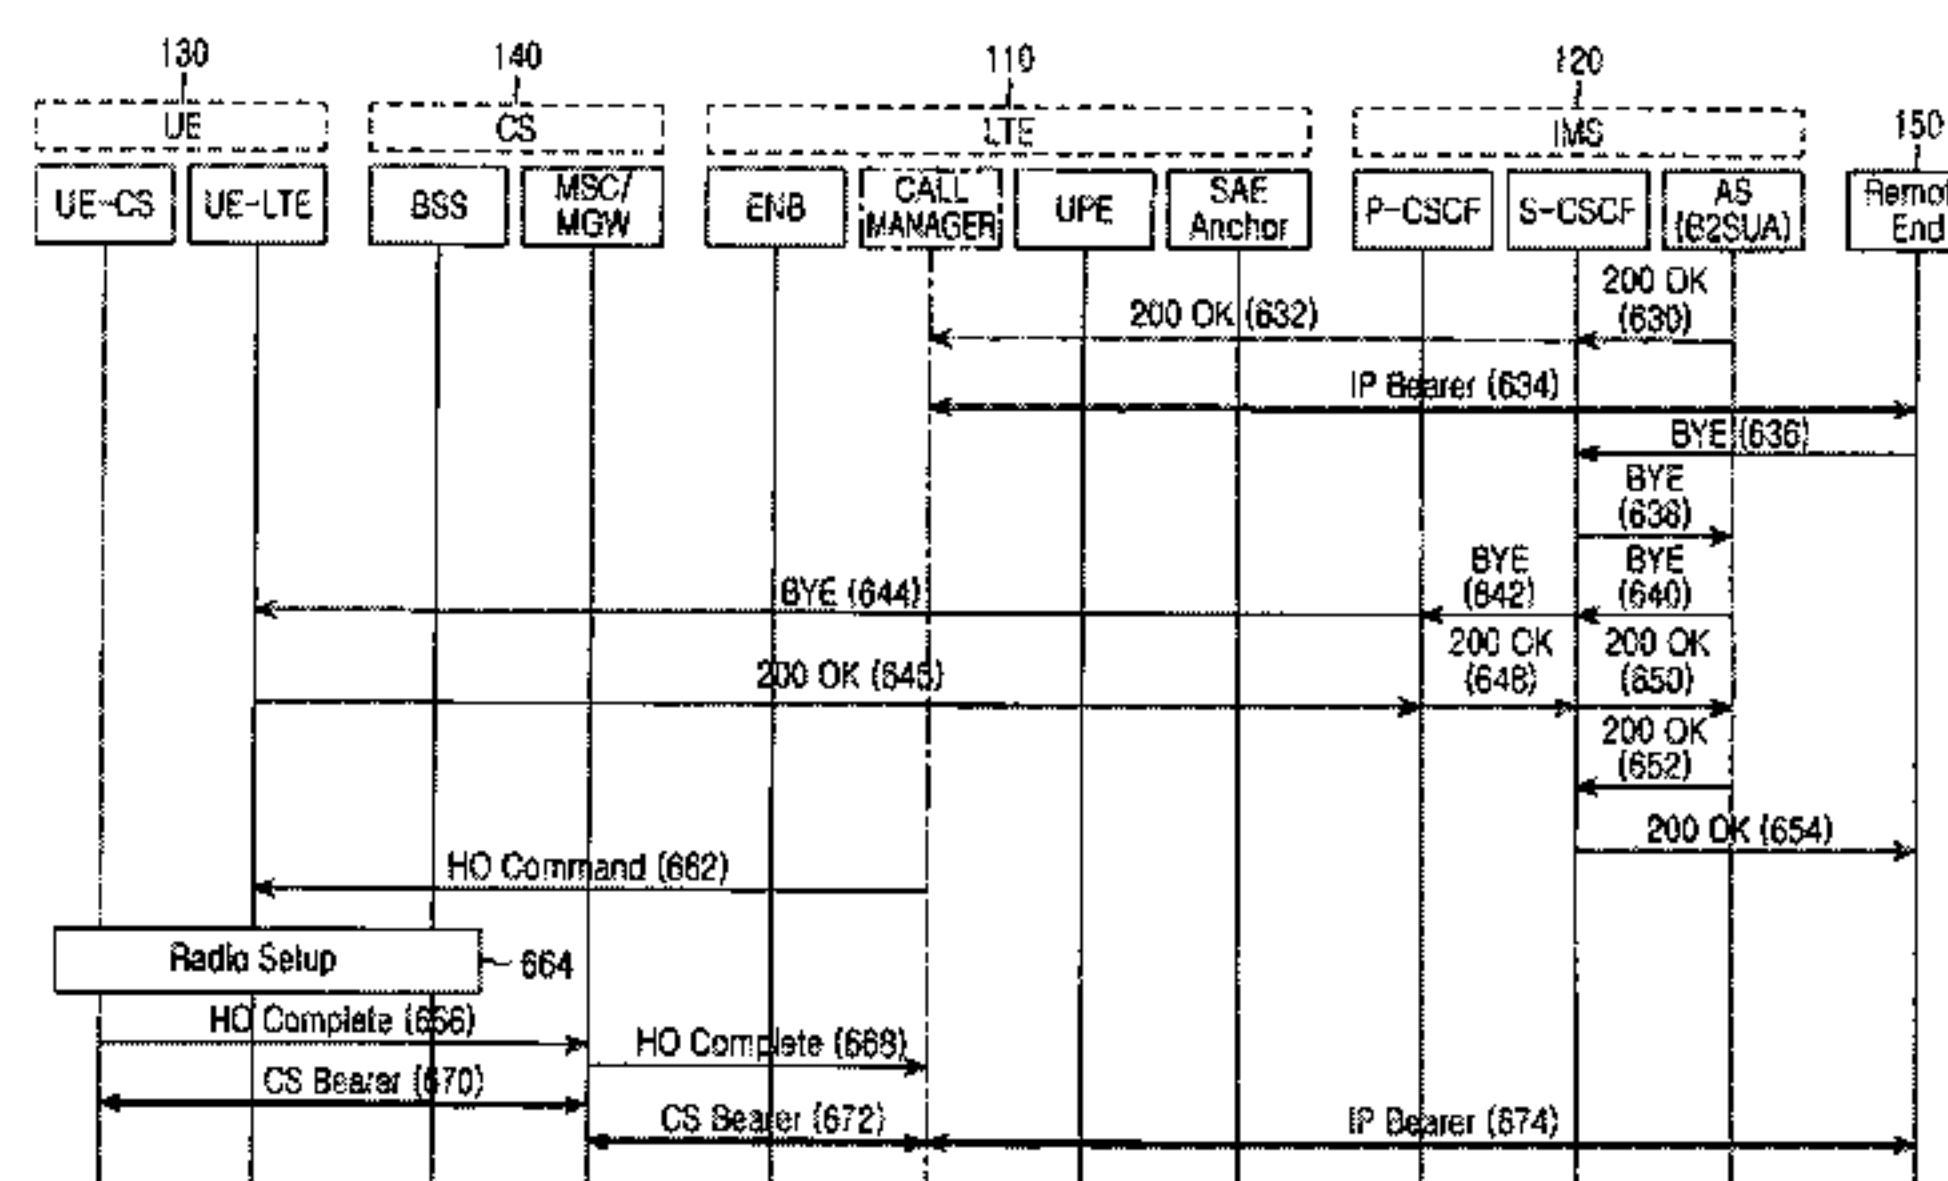 130
140
110
120
150
UE
CS
LTE
IMS
UE-CS
UE-LTE
BSS
MSC/
MGW
ENB
CALL
MANAGER
UPE
SAE
Anchor
P-CSCF
S-CSCF
AS
(B2SUA)
Remot
End
200 OK
(630)
200 OK (632)
IP Bearer (634)
BYE (636)
BYE
(638)
BYE
(640)
BYE
(642)
BYE (644)
200 OK (646)
200 OK
(648)
200 OK
(650)
200 OK
(652)
200 OK (654)
HO Command (662)
Radio Setup
664
HO Complete (666)
HO Complete (668)
CS Bearer (670)
CS Bearer (672)
IP Bearer (674)